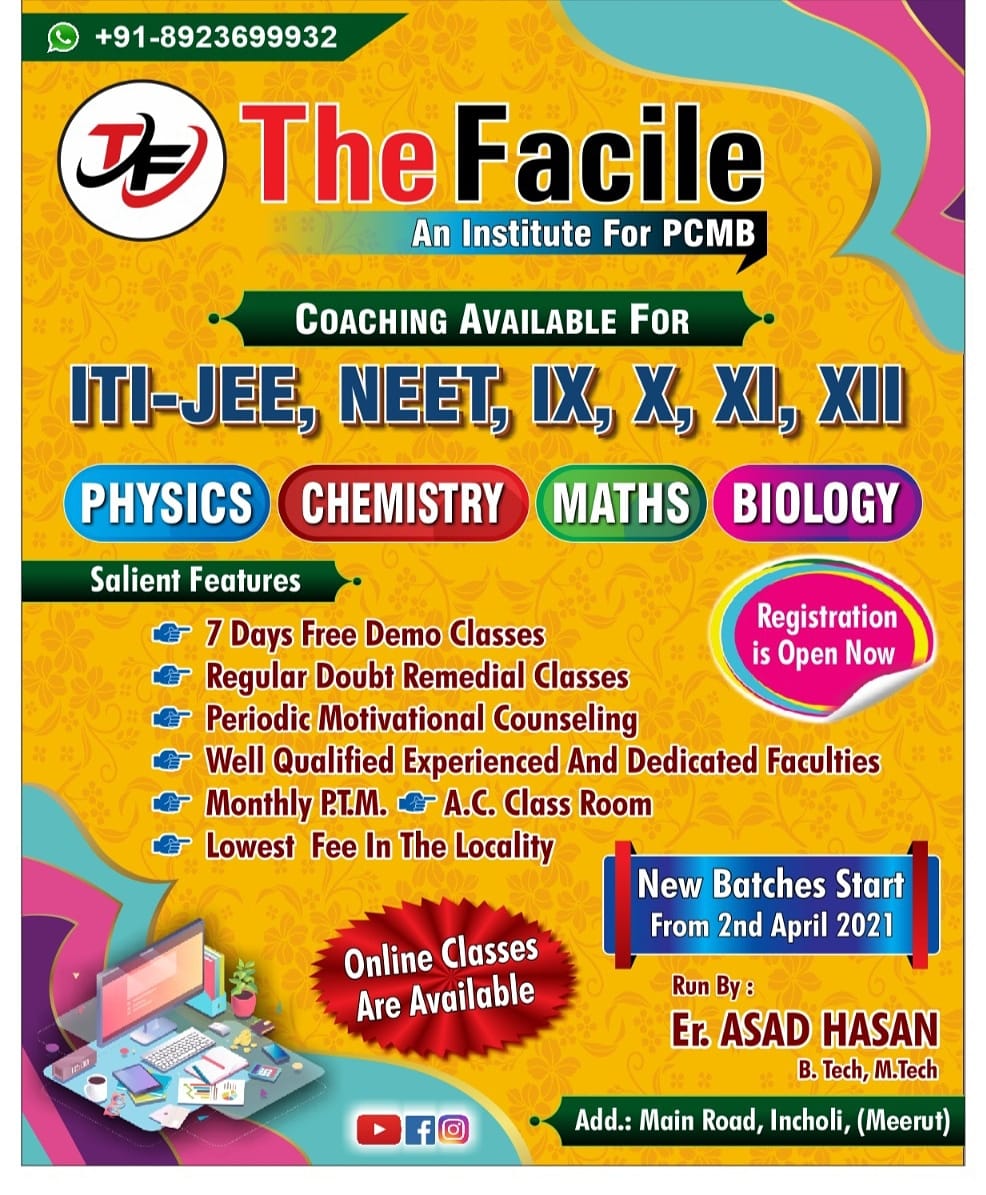 +91-8923699932
TF
The Facile
An Institute For PCMB
COACHING AVAILABLE FOR
ITI-JEE, NEET, IX, X, XI, XII
PHYSICS CHEMISTRY MATHS BIOLOGY
Salient Features
Registration
is Open Now
7 Days Free Demo Classes
Regular Doubt Remedial Classes
Periodic Motivational Counseling
Well Qualified Experienced And Dedicated Faculties
Monthly P.T.M. A.C. Class Room
Lowest Fee In The Locality
New Batches Start
From 2nd April 2021
Online Classes
Are Available
Run By :
Er. ASAD HASAN
B. Tech, M.Tech
Add.: Main Road, Incholi, (Meerut)